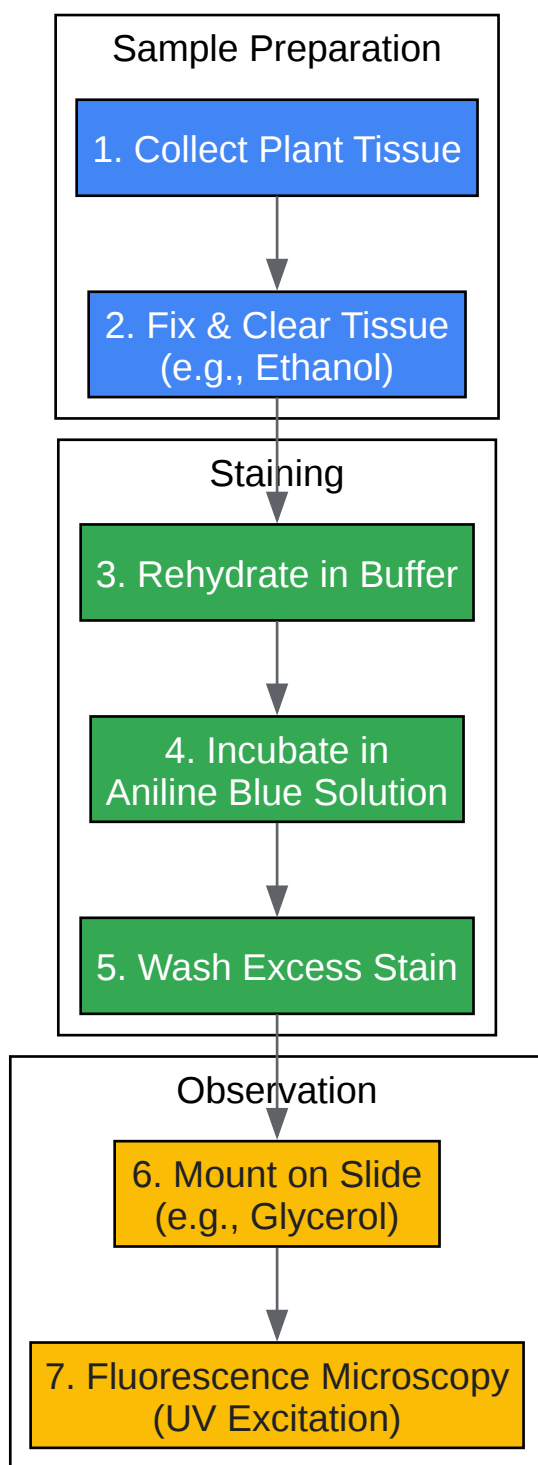 Sample Preparation
1. Collect Plant Tissue
2. Fix & Clear Tissue
(e.g., Ethanol)
Staining
3. Rehydrate in Buffer
4. Incubate in
Aniline Blue Solution
5. Wash Excess Stain
Observation
6. Mount on Slide
(e.g., Glycerol)
7. Fluorescence Microscopy
(UV Excitation)